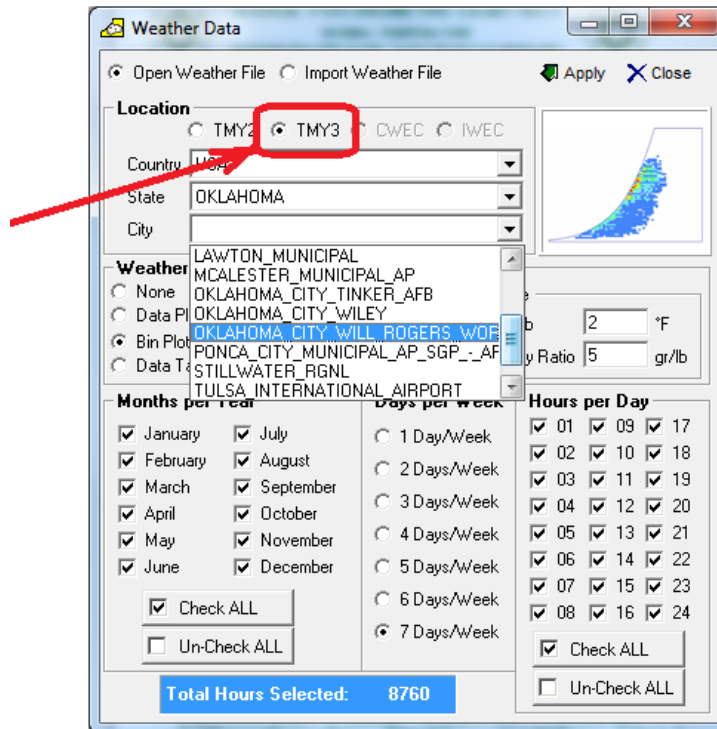 Weather Data
Open Weather File Import Weather File Apply Close
Location
TMY2 TMY3 CWEC IWEC
Country USA
State OKLAHOMA
City
LAWTON_MUNICIPAL
MCALESTER_MUNICIPAL_AP
OKLAHOMA_CITY_TINKER_AFB
OKLAHOMA_CITY_WILEY
OKLAHOMA_CITY_WILL_ROGERS_WOR
PONCA_CITY_MUNICIPAL_AP_SGP_-_AF
STILLWATER_RGNL
TULSA_INTERNATIONAL_AIRPORT
Weather
None
Data Pl
Bin Plot
Data Ta
2 °F
y Ratio 5 gr/lb
Months per Year
January July
February August
March September
April October
May November
June December
Check ALL
Un-Check ALL
Days per Week
1 Day/Week
2 Days/Week
3 Days/Week
4 Days/Week
5 Days/Week
6 Days/Week
7 Days/Week
Hours per Day
01 09 17
02 10 18
03 11 19
04 12 20
05 13 21
06 14 22
07 15 23
08 16 24
Check ALL
Un-Check ALL
Total Hours Selected: 8760